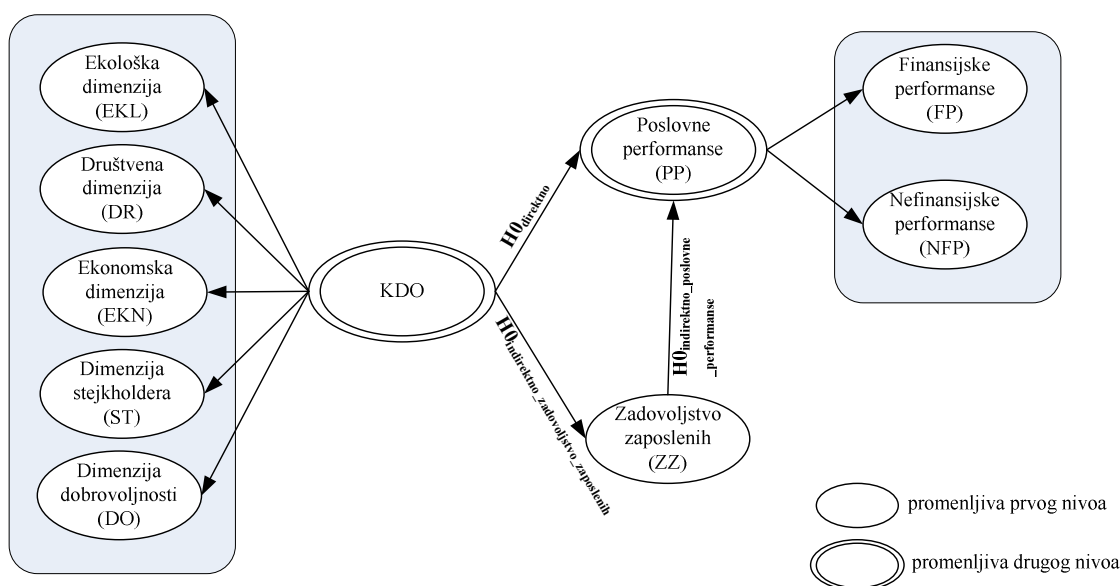 Ekološka
dimenzija
(EKL)
Društvena
dimenzija
(DR)
Ekonomska
dimenzija
(EKN)
Dimenzija
stejkholdera
(ST)
Dimenzija
dobrovoljnosti
(DO)
KDO
H0direktno
H0indirektno_zadovoljstvo_zaposlenih
Poslovne
performanse
(PP)
H0indirektno_poslovne
_performanse
Zadovoljstvo
zaposlenih
(ZZ)
Finansijske
performanse
(FP)
Nefinansijske
performanse
(NFP)
promenljiva prvog nivoa
promenljiva drugog nivoa